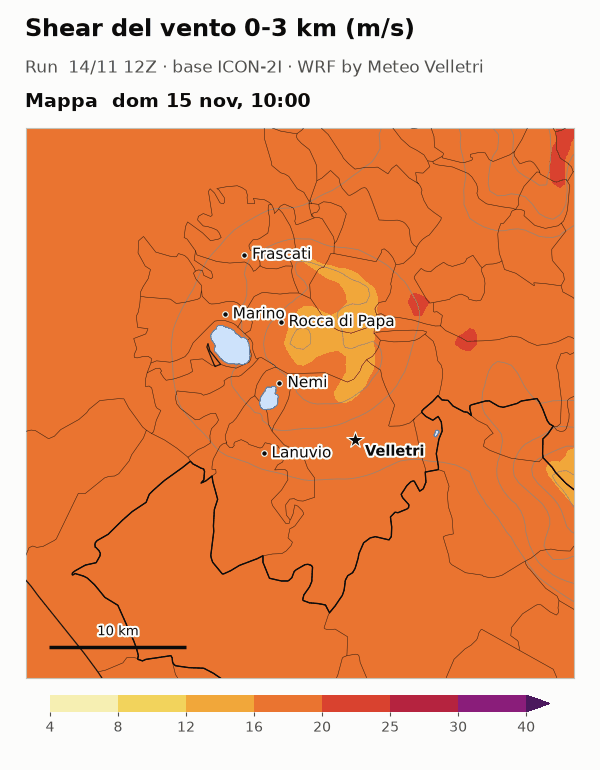 Shear del vento 0-3 km (m/s)
Run  14/11 12Z · base ICON-2I · WRF by Meteo Velletri
Mappa  dom 15 nov, 10:00
Frascati
Marino
Rocca di Papa
Nemi
Velletri
Lanuvio
10 km
4 8 12 16 20 25 30 40